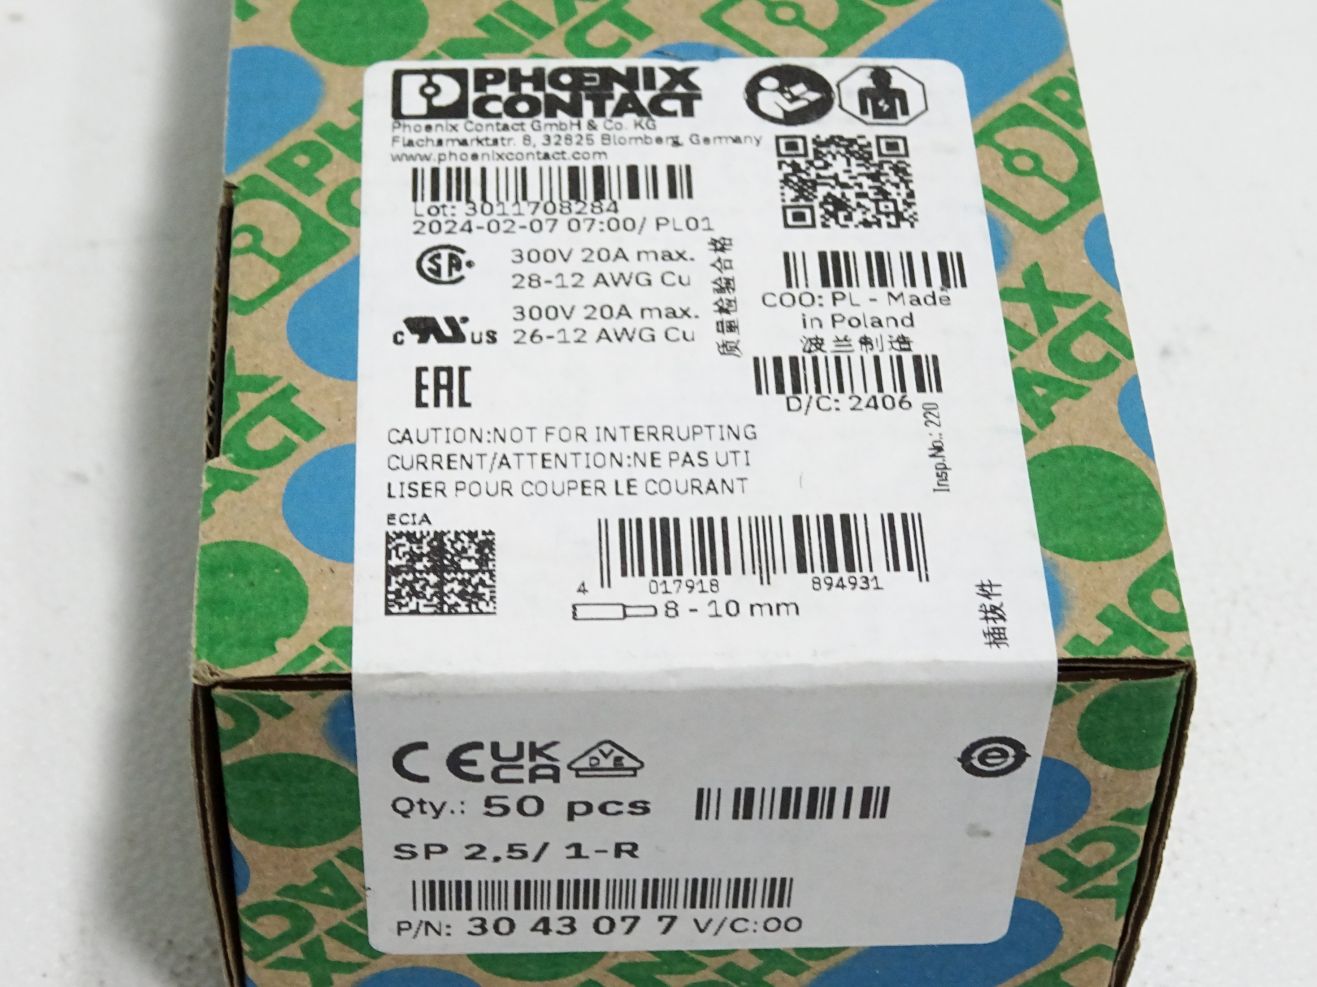 PHŒNIX
CONTACT
Phoenix Contact GmbH & Co. KG
Flachsmarktstr. 8, 32825 Blomberg, Germany
www.phoenixcontact.com
Lot: 3011708284
2024-02-07 07:00/ PL01
300V 20A max.
28-12 AWG Cu
300V 20A max.
26-12 AWG Cu
c UL US
EAC
质量检验合格
COO: PL - Made
in Poland
波兰制造
D/C: 2406
Insp.No.: 220
CAUTION:NOT FOR INTERRUPTING
CURRENT/ATTENTION:NE PAS UTI
LISER POUR COUPER LE COURANT
ECIA
4 017918 894931
8 - 10 mm
插拔件
CE UK
CA
DVE
e
Qty.: 50 pcs
SP 2,5/ 1-R
P/N: 30 43 07 7 V/C:00